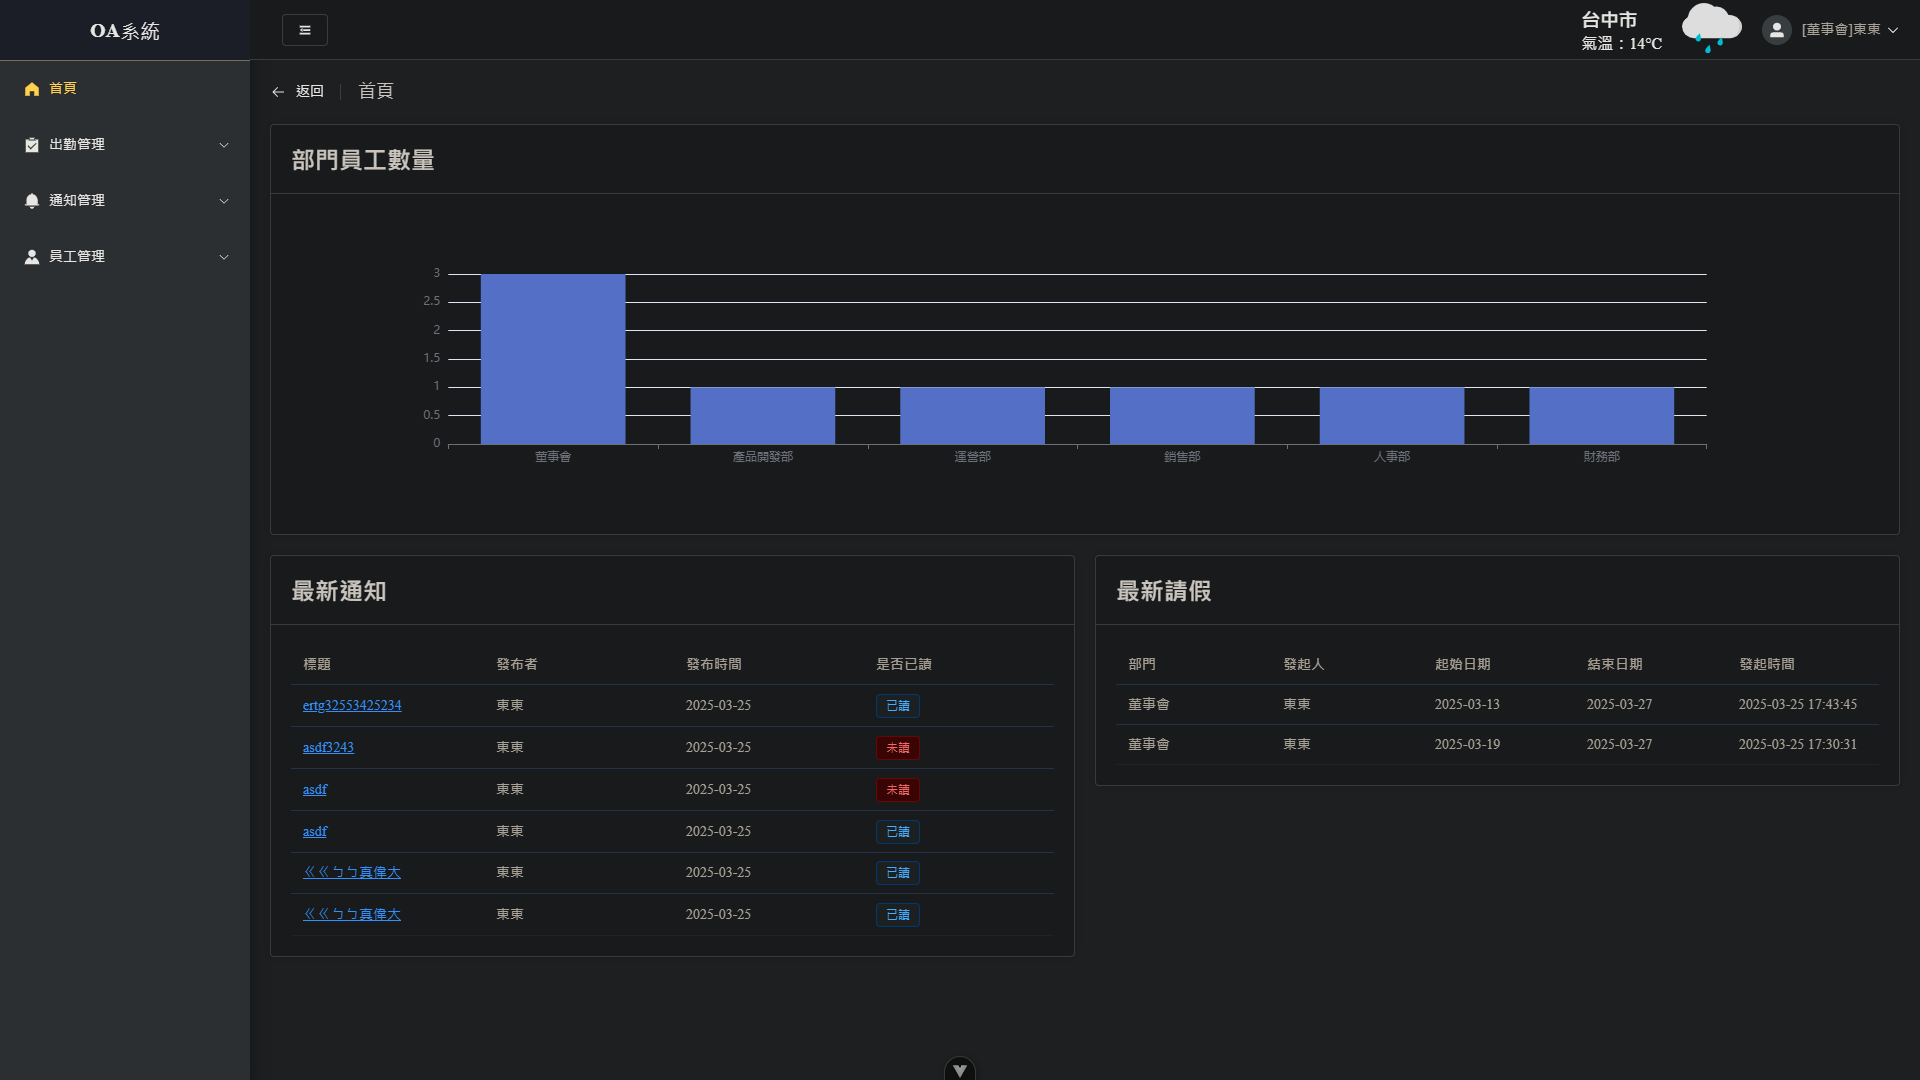 OA系統
台中市
氣溫：14°C
[董事會]東東
首頁
出勤管理
通知管理
員工管理
返回
首頁
部門員工數量
3
2.5
2
1.5
1
0.5
0
董事會 產品開發部 運營部 銷售部 人事部 財務部
最新通知
標題 發布者 發布時間 是否已讀
ertg32553425234 東東 2025-03-25 已讀
asdf3243 東東 2025-03-25 未讀
asdf 東東 2025-03-25 未讀
asdf 東東 2025-03-25 已讀
ㄍㄍㄅㄅ真偉大 東東 2025-03-25 已讀
ㄍㄍㄅㄅ真偉大 東東 2025-03-25 已讀
最新請假
部門 發起人 起始日期 結束日期 發起時間
董事會 東東 2025-03-13 2025-03-27 2025-03-25 17:43:45
董事會 東東 2025-03-19 2025-03-27 2025-03-25 17:30:31